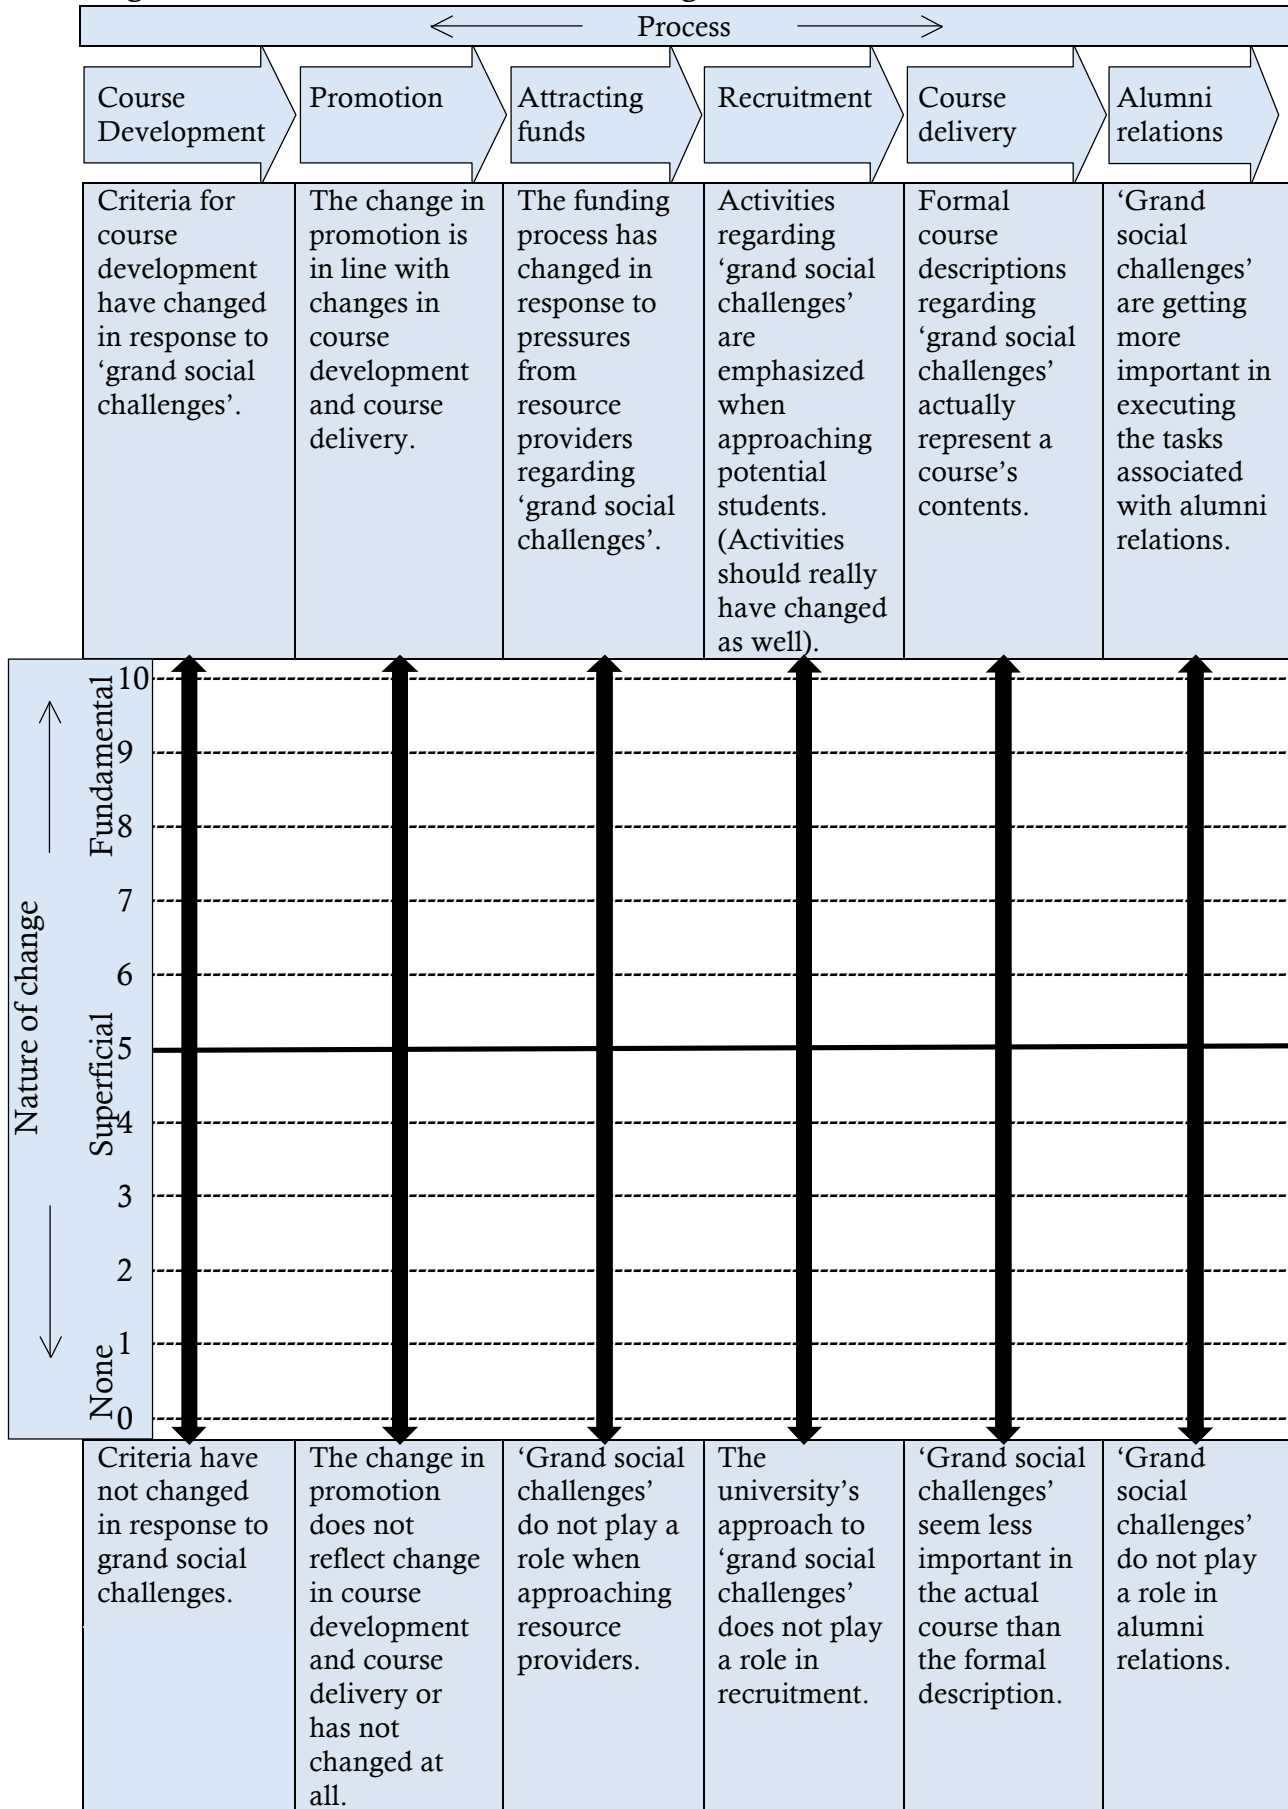 Process
Course
Development
Promotion
Attracting
funds
Recruitment
Course
delivery
Alumni
relations
Criteria for
course
development
have changed
in response to
‘grand social
challenges’.
The change in
promotion is
in line with
changes in
course
development
and course
delivery.
The funding
process has
changed in
response to
pressures
from
resource
providers
regarding
‘grand social
challenges’.
Activities
regarding
‘grand social
challenges’
are
emphasized
when
approaching
potential
students.
(Activities
should really
have changed
as well).
Formal
course
descriptions
regarding
‘grand social
challenges’
actually
represent a
course’s
contents.
‘Grand
social
challenges’
are getting
more
important in
executing
the tasks
associated
with alumni
relations.
Nature of change
Fundamental
Superficial
None
10
9
8
7
6
5
4
3
2
1
0
Criteria have
not changed
in response to
grand social
challenges.
The change in
promotion
does not
reflect change
in course
development
and course
delivery or
has not
changed at
all.
‘Grand social
challenges’
do not play a
role when
approaching
resource
providers.
The
university’s
approach to
‘grand social
challenges’
does not play
a role in
recruitment.
‘Grand social
challenges’
seem less
important in
the actual
course than
the formal
description.
‘Grand
social
challenges’
do not play
a role in
alumni
relations.